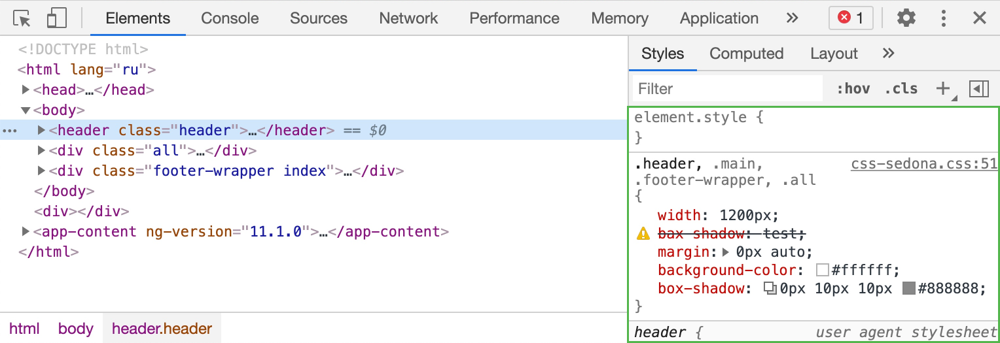 Elements Console Sources Network Performance Memory Application » 1
<!DOCTYPE html>
<html lang="ru">
▶<head>…</head>
▼<body>
… ▶<header class="header">…</header> == $0
▶<div class="all">…</div>
▶<div class="footer-wrapper index">…</div>
</body>
<div></div>
▶<app-content ng-version="11.1.0">…</app-content>
</html>
html body header.header
Styles Computed Layout »
Filter :hov .cls +
element.style {
}
.header, .main, css-sedona.css:51
.footer-wrapper, .all
{
width: 1200px;
bax-shadow: test;
margin:▶ 0px auto;
background-color: #ffffff;
box-shadow: 0px 10px 10px #888888;
}
header { user agent stylesheet